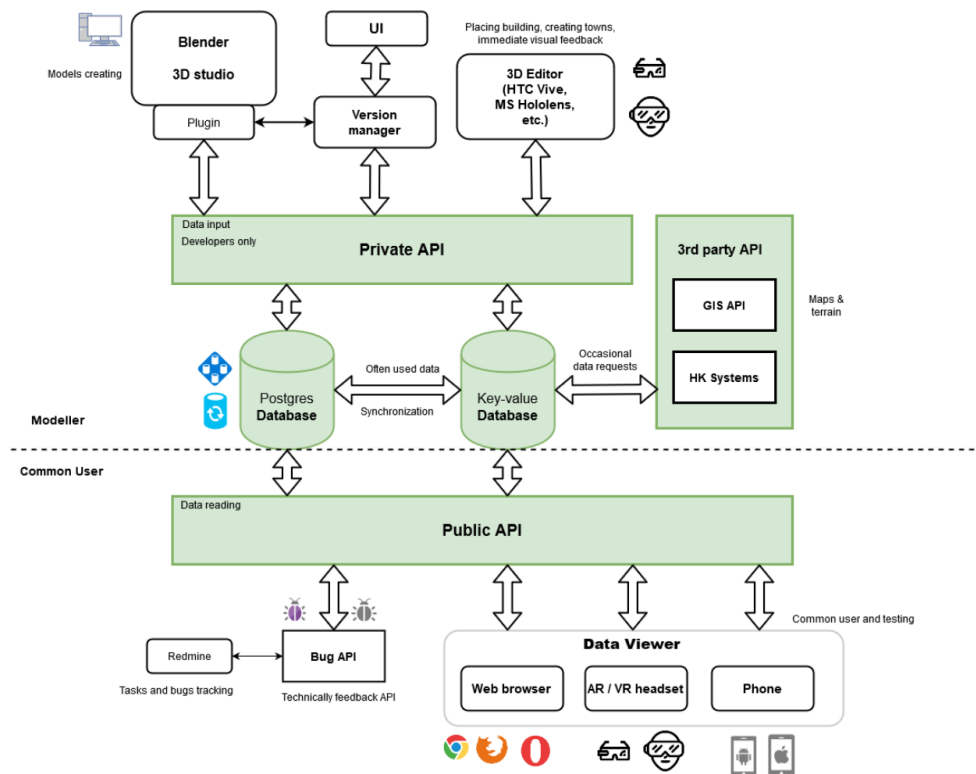 Blender
3D studio
Models creating
Plugin
UI
Version
manager
Placing building, creating towns,
immediate visual feedback
3D Editor
(HTC Vive,
MS Hololens,
etc.)
Data input
Developers only
Private API
3rd party API
GIS API
HK Systems
Maps &
terrain
Postgres
Database
Often used data
Synchronization
Key-value
Database
Occasional
data requests
Modeller
Common User
Data reading
Public API
Common user and testing
Redmine
Tasks and bugs tracking
Bug API
Technically feedback API
Data Viewer
Web browser
AR / VR headset
Phone